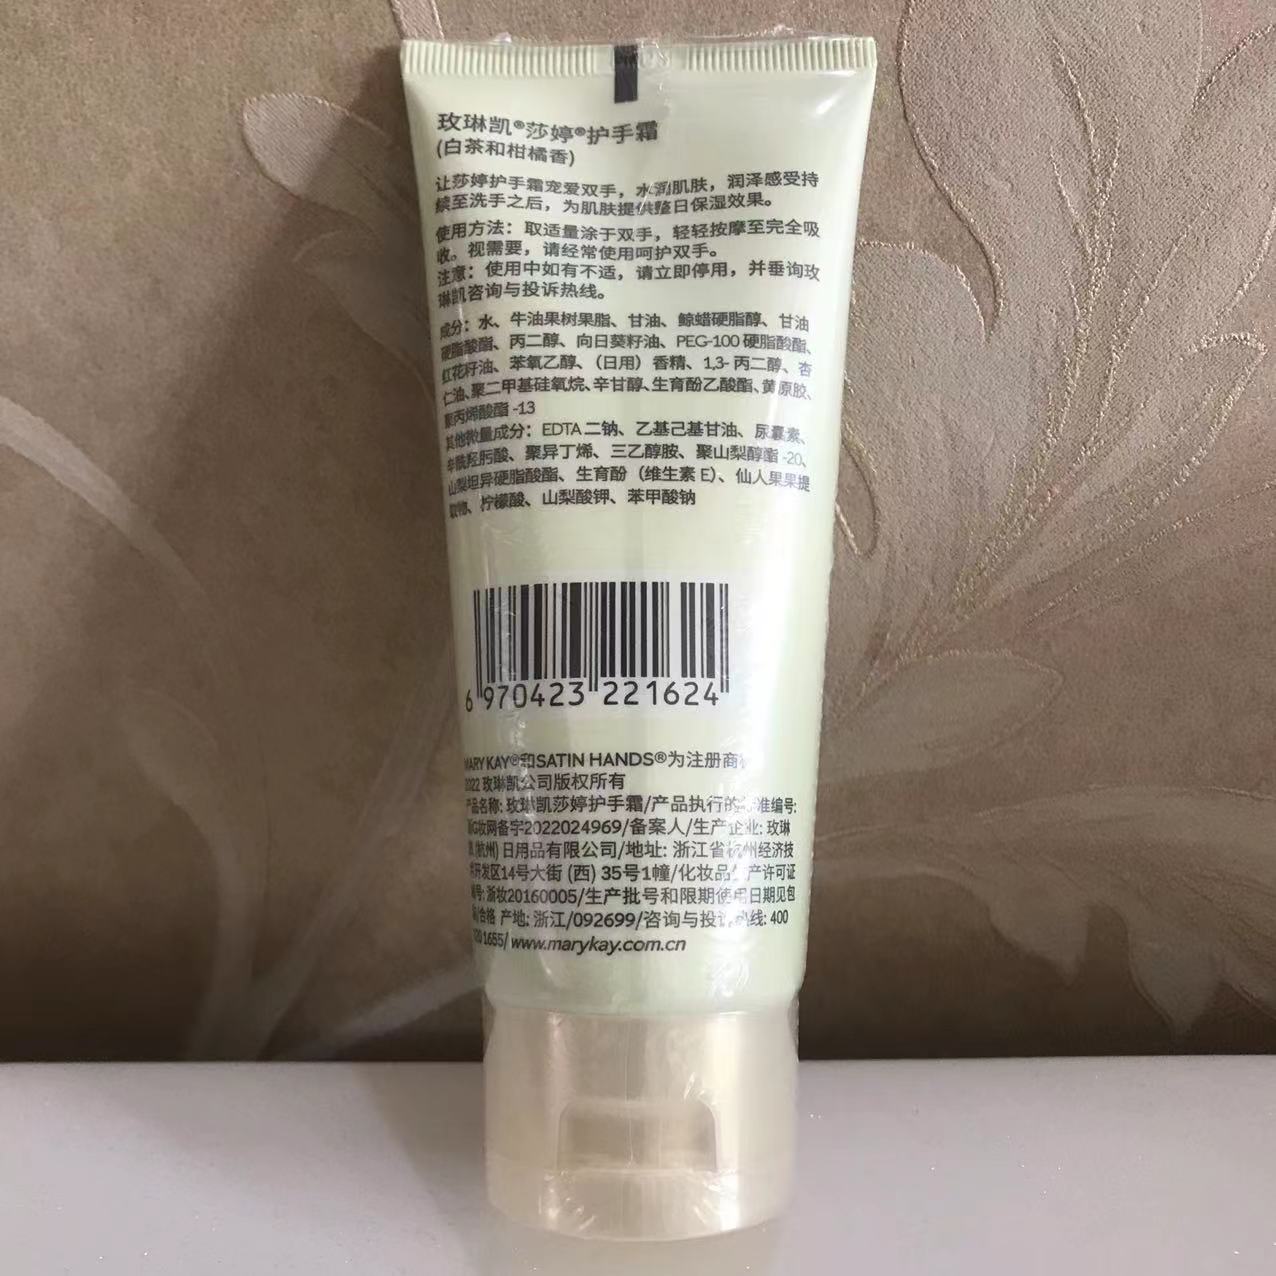 玫琳凯®莎婷®护手霜
(白茶和柑橘香)
让莎婷护手霜宠爱双手，水润肌肤，润泽感受持
续至洗手之后，为肌肤提供整日保湿效果。
使用方法：取适量涂于双手，轻轻按摩至完全吸
收。视需要，请经常使用呵护双手。
注意：使用中如有不适，请立即停用，并垂询玫
琳凯咨询与投诉热线。
成分：水、牛油果树果脂、甘油、鲸蜡硬脂醇、甘油
硬脂酸酯、丙二醇、向日葵籽油、PEG-100 硬脂酸酯、
红花籽油、苯氧乙醇、（日用）香精、1,3- 丙二醇、杏
仁油、聚二甲基硅氧烷、辛甘醇、生育酚乙酸酯、黄原胶、
聚丙烯酸酯 -13
其他微量成分：EDTA 二钠、乙基己基甘油、尿囊素、
辛酰羟肟酸、聚异丁烯、三乙醇胺、聚山梨醇酯 -20、
山梨坦异硬脂酸酯、生育酚（维生素 E）、仙人果果提
取物、柠檬酸、山梨酸钾、苯甲酸钠
6 970423 221624
MARY KAY®和SATIN HANDS®为注册商
2022 玫琳凯公司版权所有
产品名称: 玫琳凯莎婷护手霜/产品执行的标准编号:
G妆网备字2022024969/备案人/生产企业: 玫琳
(杭州) 日用品有限公司/地址: 浙江省杭州经济技
开发区14号大街 (西) 35号1幢/化妆品生产许可证
号: 浙妆20160005/生产批号和限期使用日期见包
合格 产地: 浙江/092699/咨询与投诉热线: 400
1655/ www.marykay.com.cn